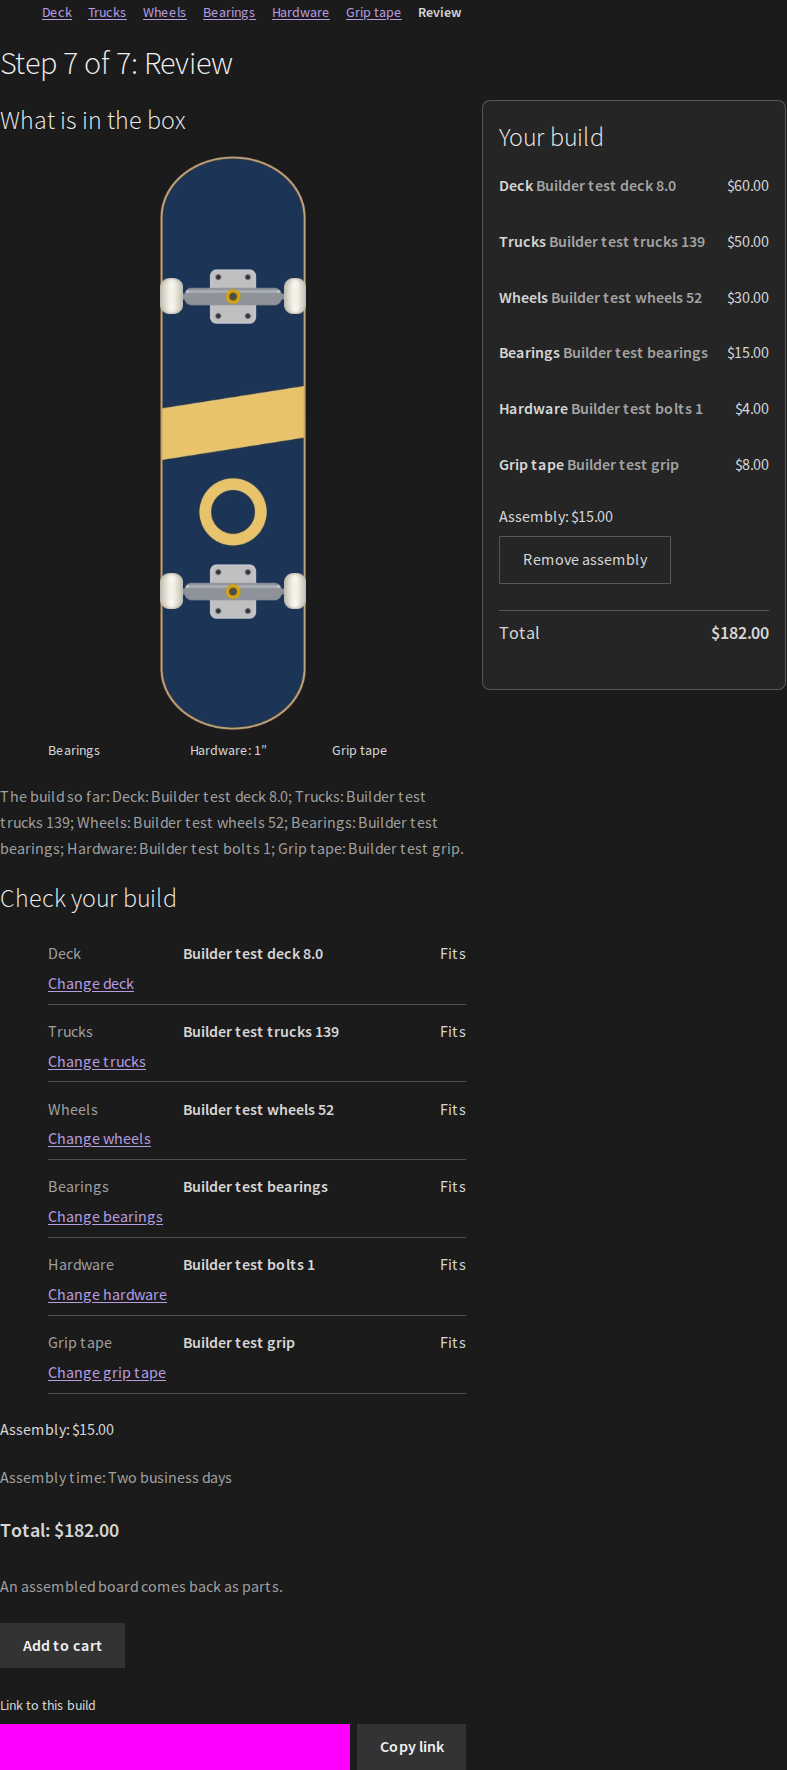 Deck Trucks Wheels Bearings Hardware Grip tape Review
Step 7 of 7: Review
What is in the box
Bearings Hardware: 1″ Grip tape
The build so far: Deck: Builder test deck 8.0; Trucks: Builder test
trucks 139; Wheels: Builder test wheels 52; Bearings: Builder test
bearings; Hardware: Builder test bolts 1; Grip tape: Builder test grip.
Check your build
Deck Builder test deck 8.0 Fits
Change deck
Trucks Builder test trucks 139 Fits
Change trucks
Wheels Builder test wheels 52 Fits
Change wheels
Bearings Builder test bearings Fits
Change bearings
Hardware Builder test bolts 1 Fits
Change hardware
Grip tape Builder test grip Fits
Change grip tape
Assembly: $15.00
Assembly time: Two business days
Total: $182.00
An assembled board comes back as parts.
Add to cart
Link to this build
Copy link
Your build
Deck Builder test deck 8.0 $60.00
Trucks Builder test trucks 139 $50.00
Wheels Builder test wheels 52 $30.00
Bearings Builder test bearings $15.00
Hardware Builder test bolts 1 $4.00
Grip tape Builder test grip $8.00
Assembly: $15.00
Remove assembly
Total $182.00